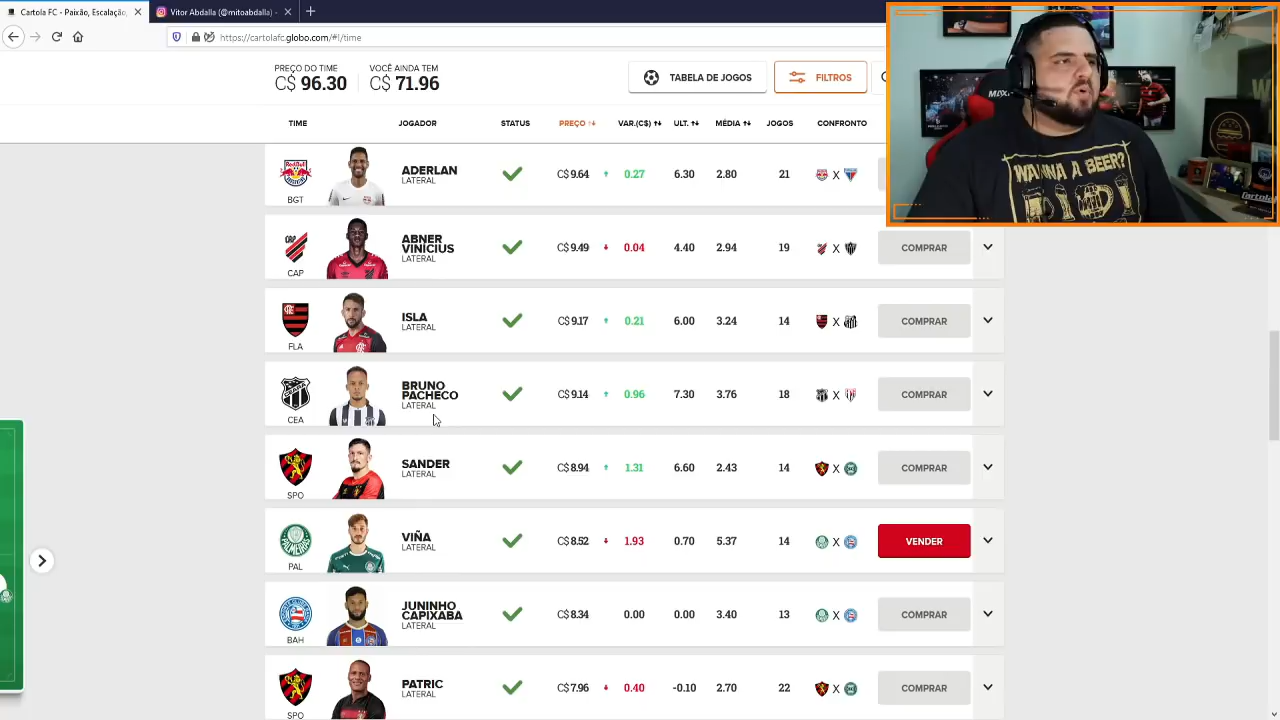 Cartola FC - Paixão, Escalação,
Vitor Abdalla (@mitoabdalla) •
https://cartolafc.globo.com/#!/time
PREÇO DO TIME
C$ 96.30
VOCÊ AINDA TEM
C$ 71.96
TABELA DE JOGOS
FILTROS
TIME JOGADOR STATUS PREÇO VAR.(C$) ULT. MÉDIA JOGOS CONFRONTO
BGT
ADERLAN
LATERAL
C$ 9.64 0.27 6.30 2.80 21 X
CAP
ABNER
VINICIUS
LATERAL
C$ 9.49 0.04 4.40 2.94 19 X COMPRAR
FLA
ISLA
LATERAL
C$ 9.17 0.21 6.00 3.24 14 X COMPRAR
CEA
BRUNO
PACHECO
LATERAL
C$ 9.14 0.96 7.30 3.76 18 X COMPRAR
SPO
SANDER
LATERAL
C$ 8.94 1.31 6.60 2.43 14 X COMPRAR
PAL
VIÑA
LATERAL
C$ 8.52 1.93 0.70 5.37 14 X VENDER
BAH
JUNINHO
CAPIXABA
LATERAL
C$ 8.34 0.00 0.00 3.40 13 X COMPRAR
SPO
PATRIC
LATERAL
C$ 7.96 0.40 -0.10 2.70 22 X COMPRAR
WANNA A BEER?